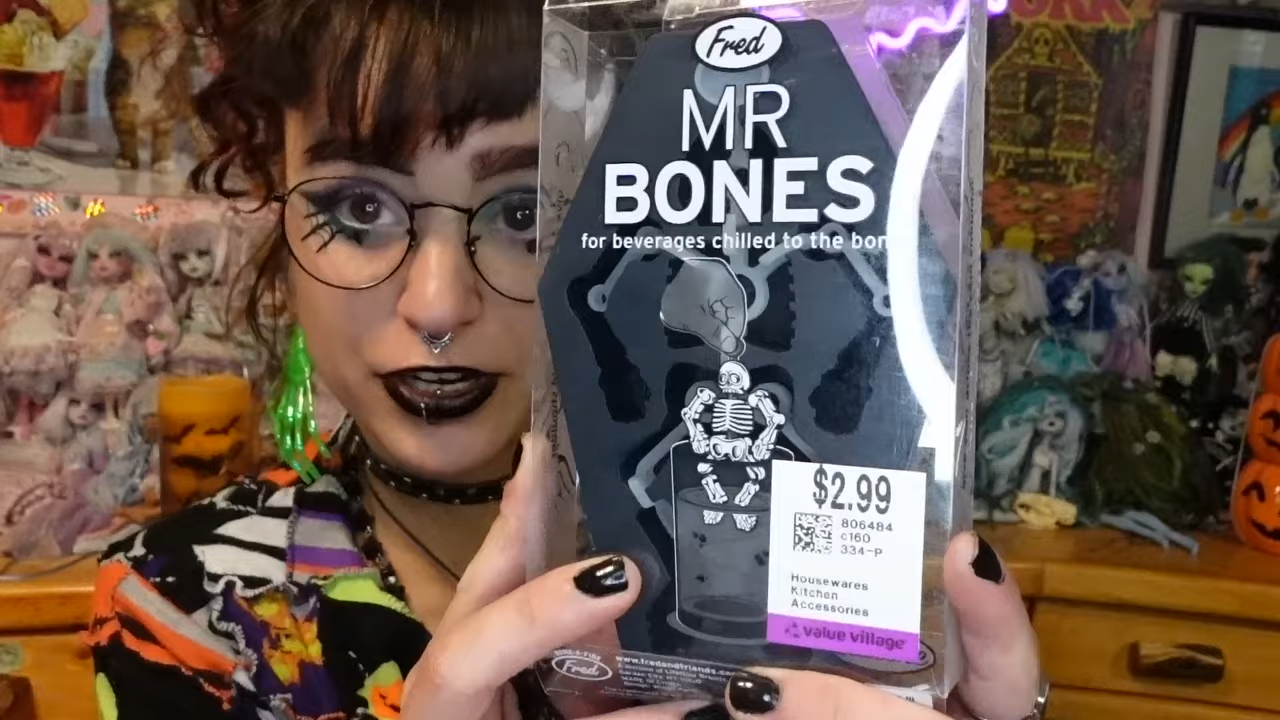 Fred
MR
BONES
for beverages chilled to the bon
$2.99
806484
c160
334-P
Housewares
Kitchen
Accessories
value village
Fred
www.fredandfriends.com